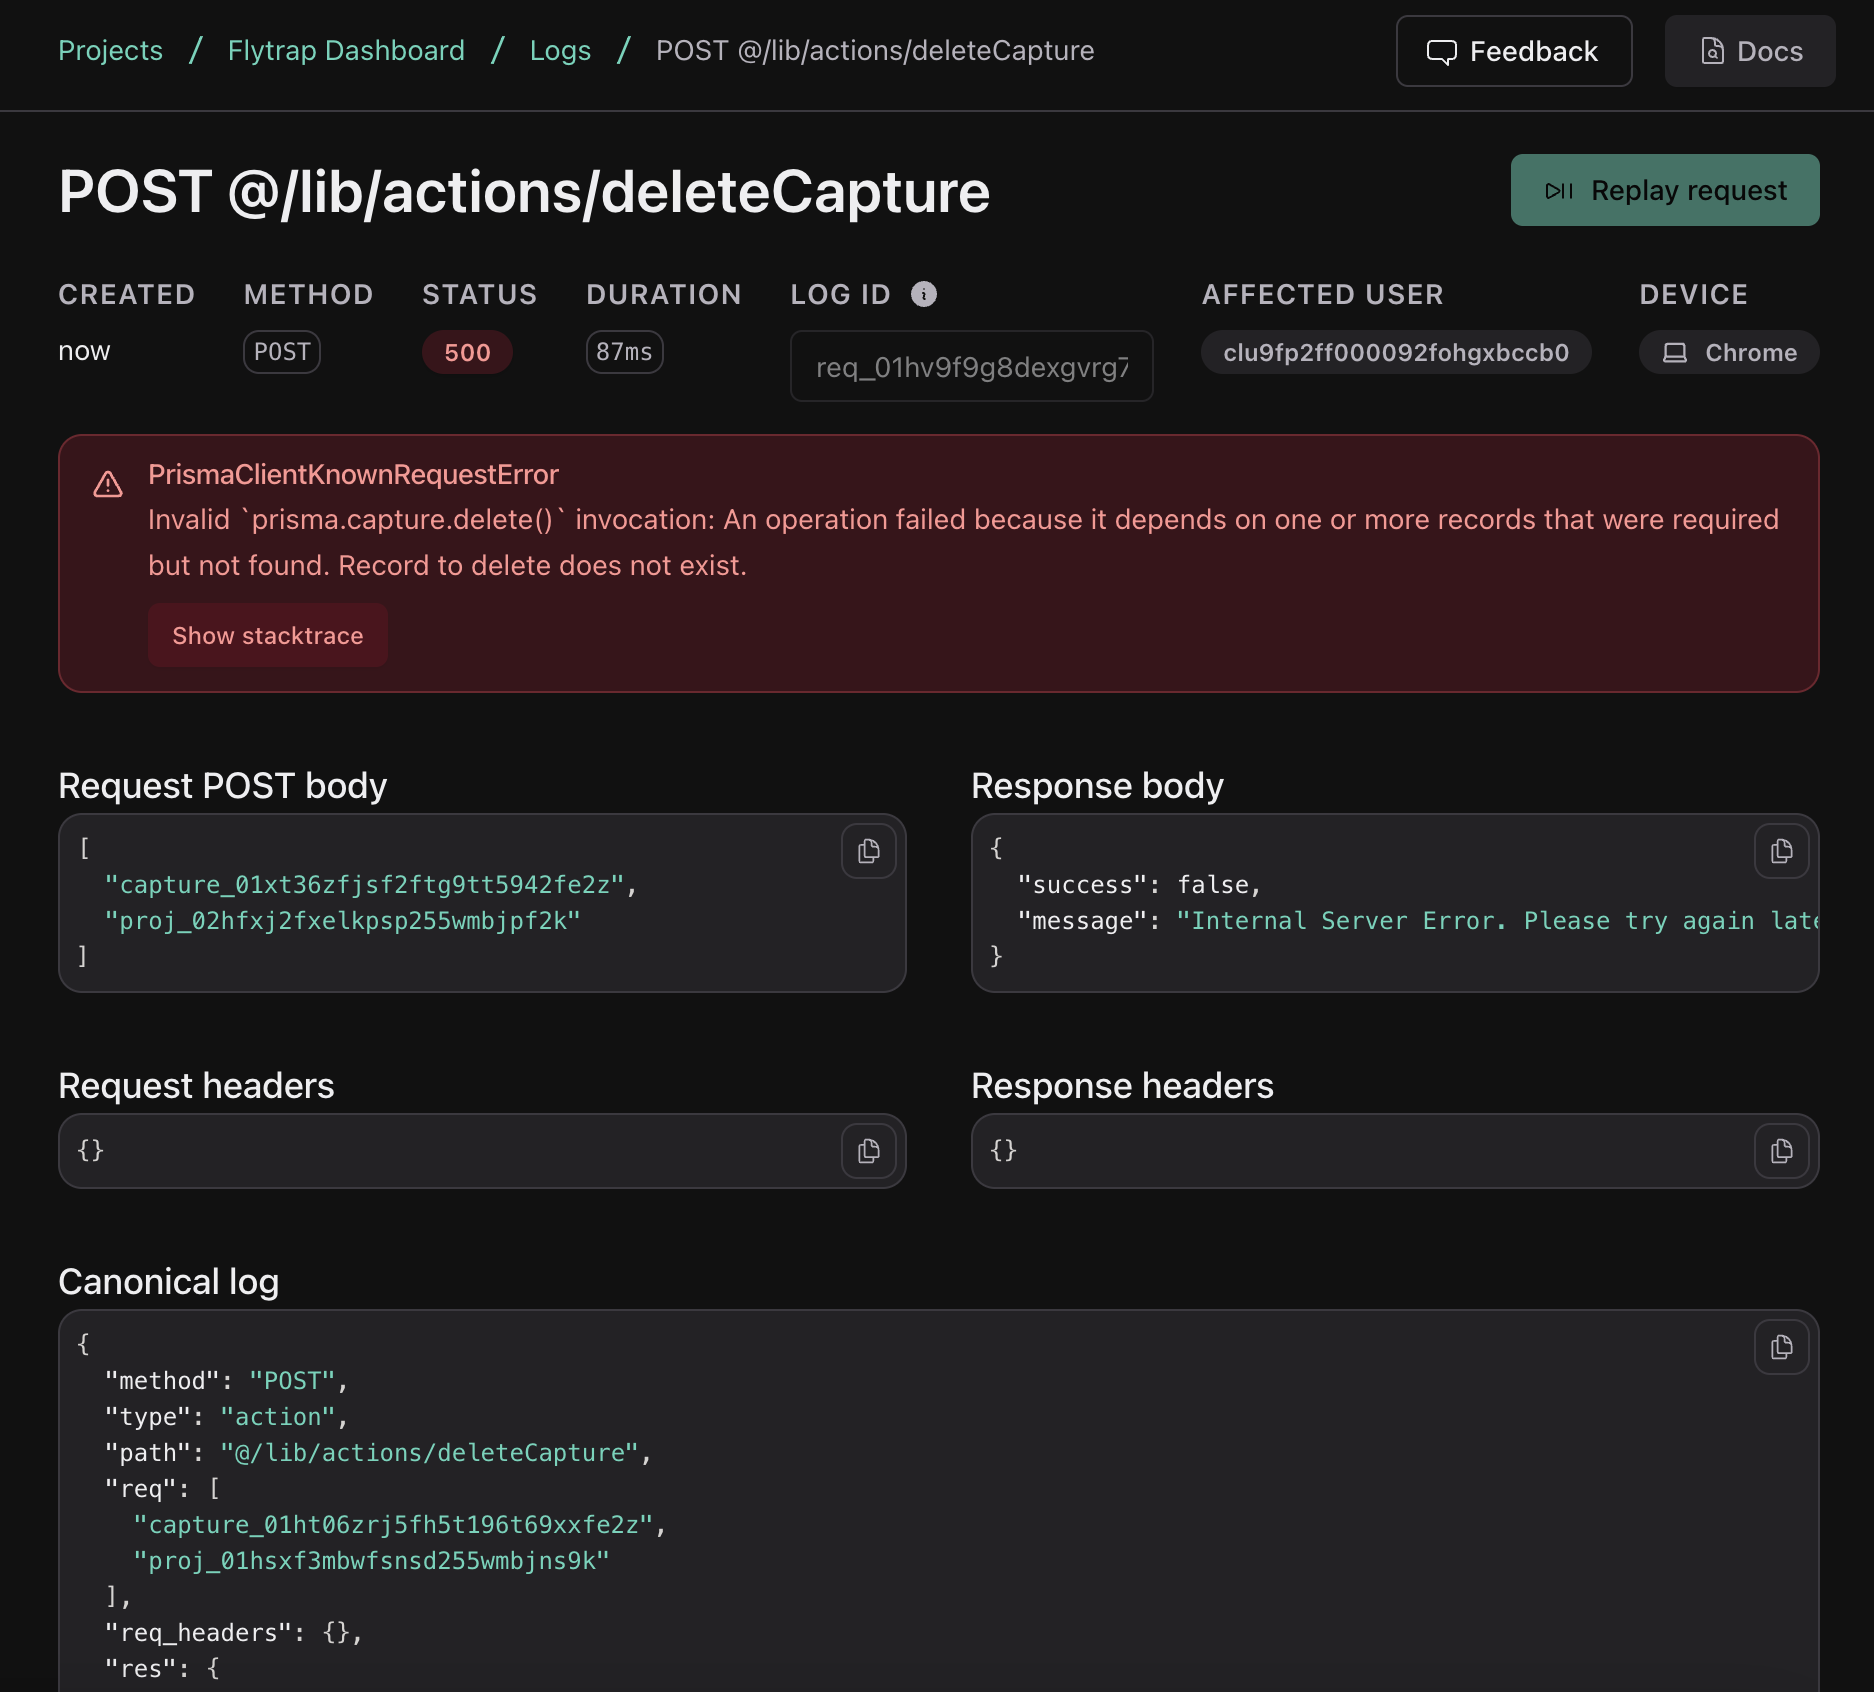 Projects / Flytrap Dashboard / Logs / POST @/lib/actions/deleteCapture
Feedback
Docs
POST @/lib/actions/deleteCapture
Replay request
CREATED METHOD STATUS DURATION LOG ID AFFECTED USER DEVICE
now POST 500 87ms req_01hv9f9g8dexgvrg7 clu9fp2ff000092fohgxbccb0 Chrome
PrismaClientKnownRequestError
Invalid `prisma.capture.delete()` invocation: An operation failed because it depends on one or more records that were required
but not found. Record to delete does not exist.
Show stacktrace
Request POST body
[
"capture_01xt36zfjsf2ftg9tt5942fe2z",
"proj_02hfxj2fxelkpsp255wmbjpf2k"
]
Response body
{
"success": false,
"message": "Internal Server Error. Please try again late
}
Request headers
{}
Response headers
{}
Canonical log
{
"method": "POST",
"type": "action",
"path": "@/lib/actions/deleteCapture",
"req": [
"capture_01ht06zrj5fh5t196t69xxfe2z",
"proj_01hsxf3mbwfsnsd255wmbjns9k"
],
"req_headers": {},
"res": {